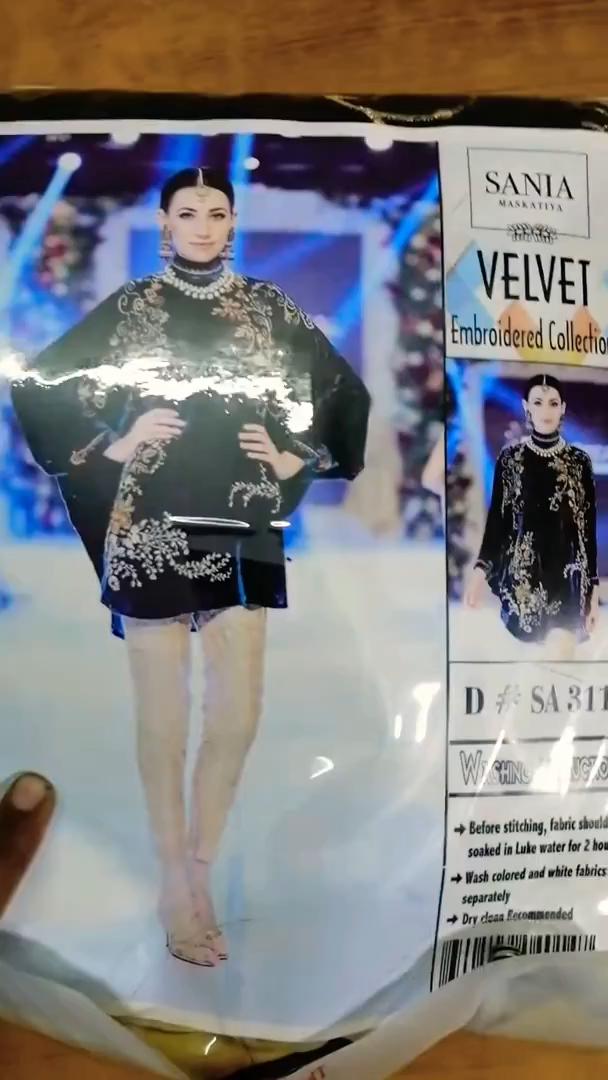 SANIA
MASKATIYA
VELVET
Embroidered Collectio
D # SA 311
WASHING
Before stitching, fabric should
soaked in Luke water for 2 hou
Wash colored and white fabrics
separately
Dry clean Recommended